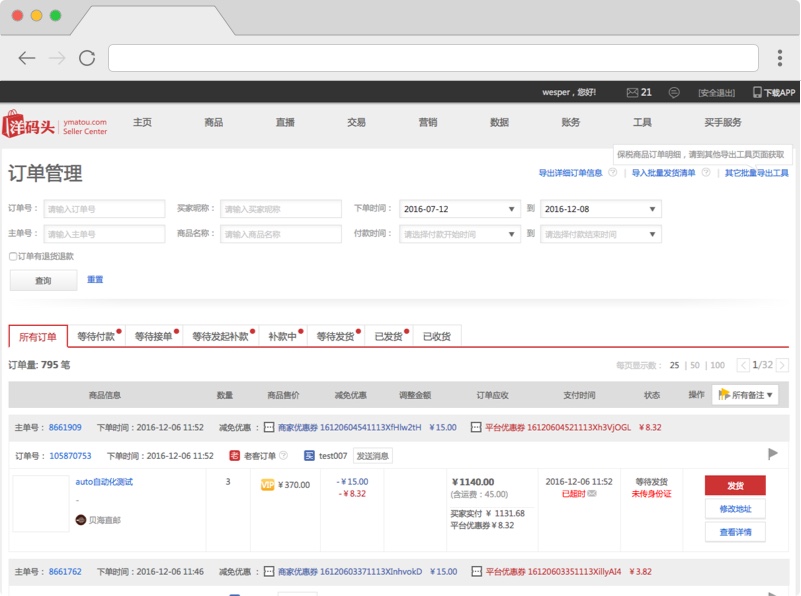 wesper，您好! 21 [安全退出] 下载APP
洋码头 ymatou.com Seller Center 主页 商品 直播 交易 营销 数据 账务 工具 买手服务
保税商品订单明细，请到其他导出工具页面获取
订单管理 导出详细订单信息 | 导入批量发货清单 | 其它批量导出工具
订单号： 请输入订单号 买家昵称： 请输入买家昵称 下单时间： 2016-07-12 到 2016-12-08
主单号： 请输入主单号 商品名称： 请输入商品名称 付款时间： 请选择付款开始时间 到 请选择付款结束时间
订单有退货退款
查询 重置
所有订单 等待付款 等待接单 等待发起补款 补款中 等待发货 已发货 已收货
订单量: 795 笔 每页显示数： 25 | 50 | 100 1/32
商品信息 数量 商品售价 减免优惠 调整金额 订单应收 支付时间 状态 操作 所有备注
主单号： 8661909 下单时间：2016-12-06 11:52 减免优惠： 商家优惠券 16120604541113XfHlw2tH ￥15.00 平台优惠券 16120604521113Xh3VjOGL ￥8.32
订单号： 105870753 下单时间：2016-12-06 11:52 老 老客订单 买 test007 发送消息
auto自动化测试 3 VIP ￥370.00 - ￥15.00 ￥1140.00 2016-12-06 11:52 等待发货 发货
- - ￥8.32 (含运费：45.00) 已超时 未传身份证
贝海直邮 买家实付 ￥ 1131.68 修改地址
平台优惠券 ￥8.32 查看详情
主单号： 8661762 下单时间：2016-12-06 11:46 减免优惠： 商家优惠券 16120603371113XlnhvokD ￥15.00 平台优惠券 16120603351113XillyAI4 ￥3.82